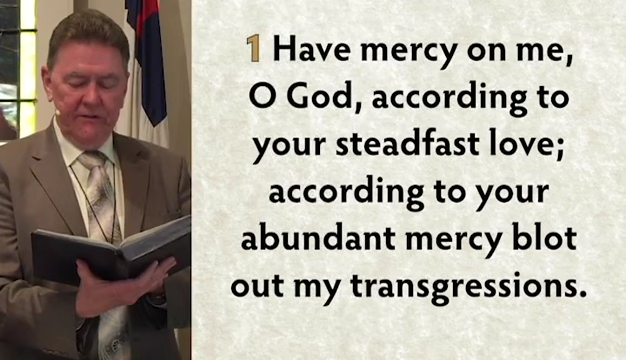 1 Have mercy on me,
O God, according to
your steadfast love;
according to your
abundant mercy blot
out my transgressions.